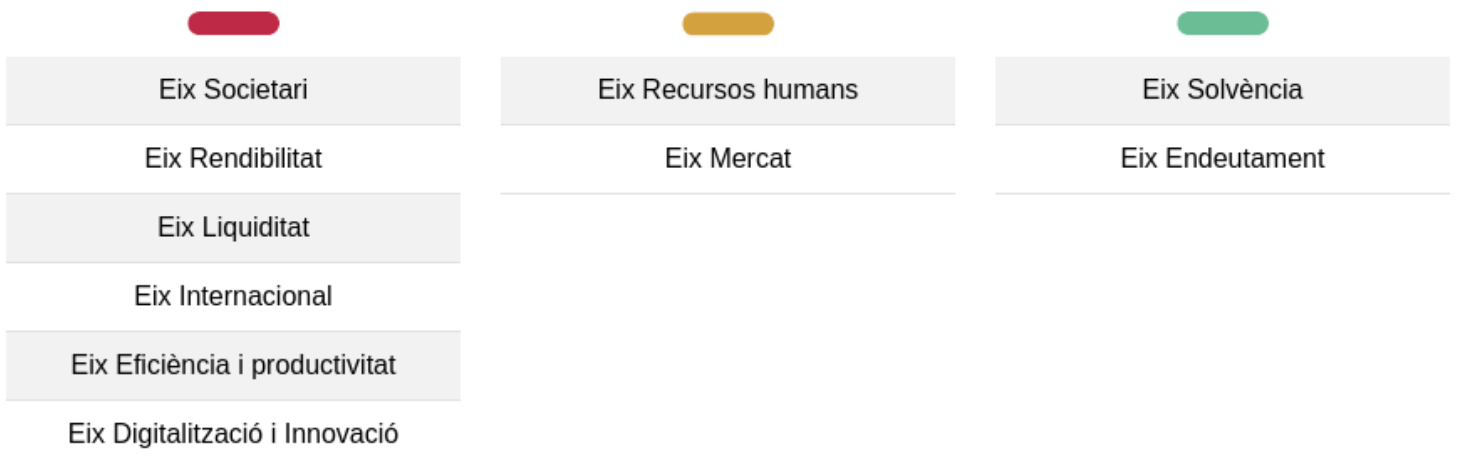 Eix Societari
Eix Rendibilitat
Eix Liquiditat
Eix Internacional
Eix Eficiència i productivitat
Eix Digitalització i Innovació
Eix Recursos humans
Eix Mercat
Eix Solvència
Eix Endeutament